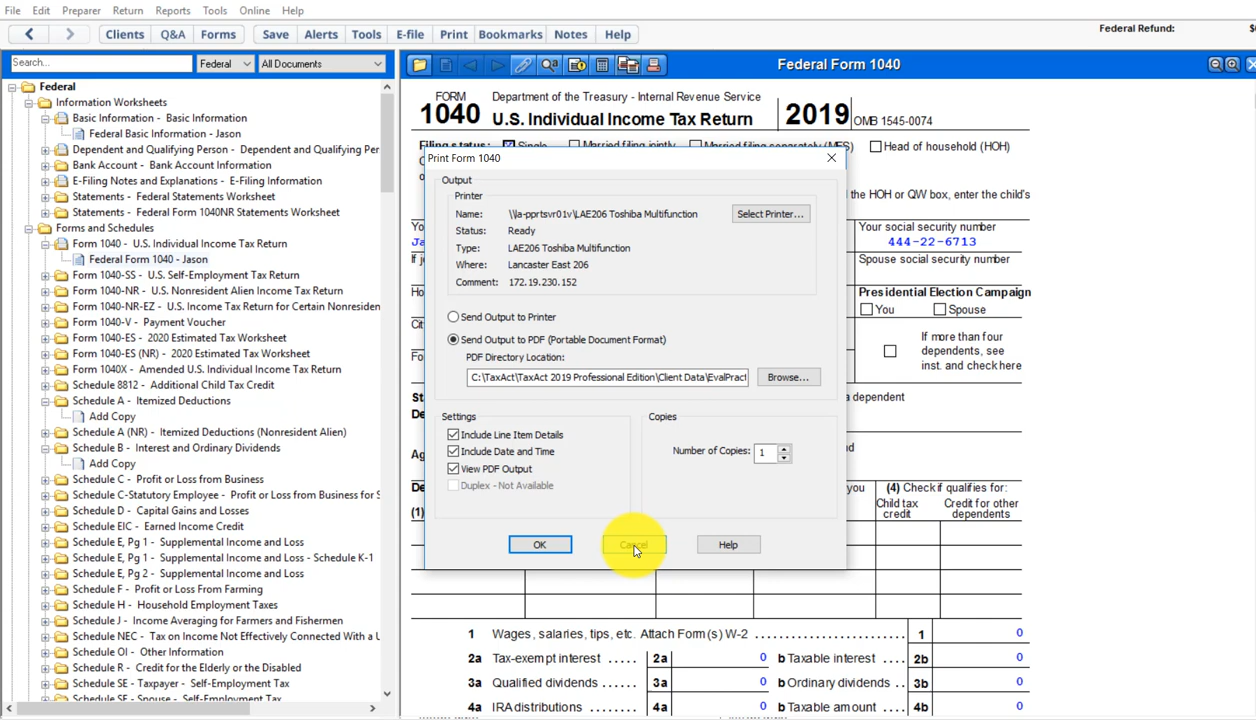 File Edit Preparer Return Reports Tools Online Help
Clients Q&A Forms Save Alerts Tools E-file Print Bookmarks Notes Help
Federal Refund:
Search... Federal All Documents
Federal Form 1040
Federal
Information Worksheets
Basic Information - Basic Information
Federal Basic Information - Jason
Dependent and Qualifying Person - Dependent and Qualifying Per
Bank Account - Bank Account Information
E-Filing Notes and Explanations - E-Filing Information
Statements - Federal Statements Worksheet
Statements - Federal Form 1040NR Statements Worksheet
Forms and Schedules
Form 1040 - U.S. Individual Income Tax Return
Federal Form 1040 - Jason
Form 1040-SS - U.S. Self-Employment Tax Return
Form 1040-NR - U.S. Nonresident Alien Income Tax Return
Form 1040-NR-EZ - U.S. Income Tax Return for Certain Nonresiden
Form 1040-V - Payment Voucher
Form 1040-ES - 2020 Estimated Tax Worksheet
Form 1040-ES (NR) - 2020 Estimated Tax Worksheet
Form 1040X - Amended U.S. Individual Income Tax Return
Schedule 8812 - Additional Child Tax Credit
Schedule A - Itemized Deductions
Add Copy
Schedule A (NR) - Itemized Deductions (Nonresident Alien)
Schedule B - Interest and Ordinary Dividends
Add Copy
Schedule C - Profit or Loss from Business
Schedule C-Statutory Employee - Profit or Loss from Business for S
Schedule D - Capital Gains and Losses
Schedule EIC - Earned Income Credit
Schedule E, Pg 1 - Supplemental Income and Loss
Schedule E, Pg 1 - Supplemental Income and Loss - Schedule K-1
Schedule E, Pg 2 - Supplemental Income and Loss
Schedule F - Profit or Loss From Farming
Schedule H - Household Employment Taxes
Schedule J - Income Averaging for Farmers and Fishermen
Schedule NEC - Tax on Income Not Effectively Connected With a U
Schedule OI - Other Information
Schedule R - Credit for the Elderly or the Disabled
Schedule SE - Taxpayer - Self-Employment Tax
Schedule SE - Spouse - Self-Employment Tax
FORM
1040
Department of the Treasury - Internal Revenue Service
U.S. Individual Income Tax Return
2019
OMB 1545-0074
Filing status: Single Married filing jointly Married filing separately (MFS) Head of household (HOH)
the HOH or QW box, enter the child's
Your social security number
444-22-6713
Spouse social security number
Presidential Election Campaign
You Spouse
If more than four
dependents, see
inst. and check here
a dependent
you (4) Check if qualifies for:
(1) Child tax credit Credit for other dependents
1 Wages, salaries, tips, etc. Attach Form(s) W-2 1 0
2a Tax-exempt interest ..... 2a 0 b Taxable interest .... 2b 0
3a Qualified dividends ...... 3a 0 b Ordinary dividends .... 3b 0
4a IRA distributions ....... 4a 0 b Taxable amount .... 4b 0
Print Form 1040
Output
Printer
Name: \\la-pprtsvr01v\LAE206 Toshiba Multifunction Select Printer...
Status: Ready
Type: LAE206 Toshiba Multifunction
Where: Lancaster East 206
Comment: 172.19.230.152
Send Output to Printer
Send Output to PDF (Portable Document Format)
PDF Directory Location:
C:\TaxAct\TaxAct 2019 Professional Edition\Client Data\EvalPract Browse...
Settings
Include Line Item Details
Include Date and Time
View PDF Output
Duplex - Not Available
Copies
Number of Copies: 1
OK Cancel Help